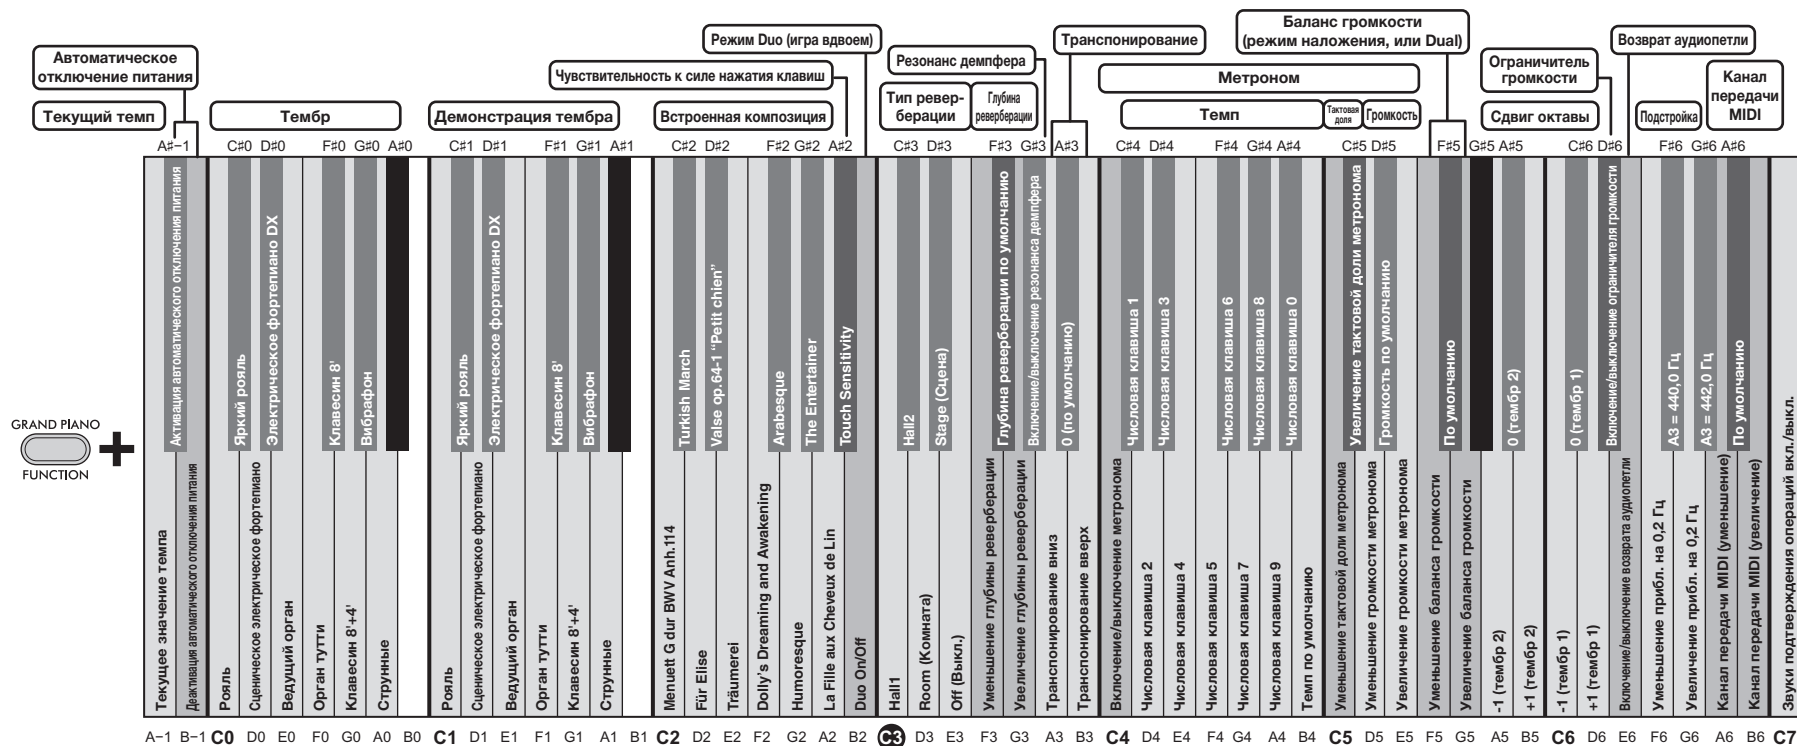 Режим Duo (игра вдвоем)
Баланс громкости
(режим наложения, или Dual)
Транспонирование
Возврат аудиопетли
Автоматическое
отключение питания
Чувствительность к силе нажатия клавиш
Резонанс демпфера
Метроном
Ограничитель
громкости
Канал
передачи
MIDI
Текущий темп
Тембр
Демонстрация тембра
Встроенная композиция
Тип ревер-
берации
Глубина
реверберации
Темп
Тактовая
доля
Громкость
Сдвиг октавы
Подстройка
A♯–1 C♯0 D♯0 F♯0 G♯0 A♯0 C♯1 D♯1 F♯1 G♯1 A♯1 C♯2 D♯2 F♯2 G♯2 A♯2 C♯3 D♯3 F♯3 G♯3 A♯3 C♯4 D♯4 F♯4 G♯4 A♯4 C♯5 D♯5 F♯5 G♯5 A♯5 C♯6 D♯6 F♯6 G♯6 A♯6
Активация автоматического отключения питания
Яркий рояль
Электрическое фортепиано DX
Клавесин 8'
Вибрафон
Яркий рояль
Электрическое фортепиано DX
Клавесин 8'
Вибрафон
Turkish March
Valse op.64-1 “Petit chien”
Arabesque
The Entertainer
Touch Sensitivity
Hall2
Stage (Сцена)
Глубина реверберации по умолчанию
Включение/выключение резонанса демпфера
0 (по умолчанию)
Числовая клавиша 1
Числовая клавиша 3
Числовая клавиша 6
Числовая клавиша 8
Числовая клавиша 0
Увеличение тактовой доли метронома
Громкость по умолчанию
По умолчанию
0 (тембр 2)
0 (тембр 1)
Включение/выключение ограничителя громкости
A3 = 440,0 Гц
A3 = 442,0 Гц
По умолчанию
GRAND PIANO
FUNCTION
+
Текущее значение темпа
Деактивация автоматического отключения питания
Рояль
Сценическое электрическое фортепиано
Ведущий орган
Орган тутти
Клавесин 8'+4'
Струнные
Рояль
Сценическое электрическое фортепиано
Ведущий орган
Орган тутти
Клавесин 8'+4'
Струнные
Menuett G dur BWV Anh.114
Für Elise
Träumerei
Dolly's Dreaming and Awakening
Humoresque
La Fille aux Cheveux de Lin
Duo On/Off
Hall1
Room (Комната)
Off (Выкл.)
Уменьшение глубины реверберации
Увеличение глубины реверберации
Транспонирование вниз
Транспонирование вверх
Включение/выключение метронома
Числовая клавиша 2
Числовая клавиша 4
Числовая клавиша 5
Числовая клавиша 7
Числовая клавиша 9
Темп по умолчанию
Уменьшение тактовой доли метронома
Уменьшение громкости метронома
Увеличение громкости метронома
Уменьшение баланса громкости
Увеличение баланса громкости
-1 (тембр 2)
+1 (тембр 2)
-1 (тембр 1)
+1 (тембр 1)
Включение/выключение возврата аудиопетли
Уменьшение прибл. на 0,2 Гц
Увеличение прибл. на 0,2 Гц
Канал передачи MIDI (уменьшение)
Канал передачи MIDI (увеличение)
Звуки подтверждения операций вкл./выкл.
A–1 B–1 C0 D0 E0 F0 G0 A0 B0 C1 D1 E1 F1 G1 A1 B1 C2 D2 E2 F2 G2 A2 B2 C3 D3 E3 F3 G3 A3 B3 C4 D4 E4 F4 G4 A4 B4 C5 D5 E5 F5 G5 A5 B5 C6 D6 E6 F6 G6 A6 B6 C7